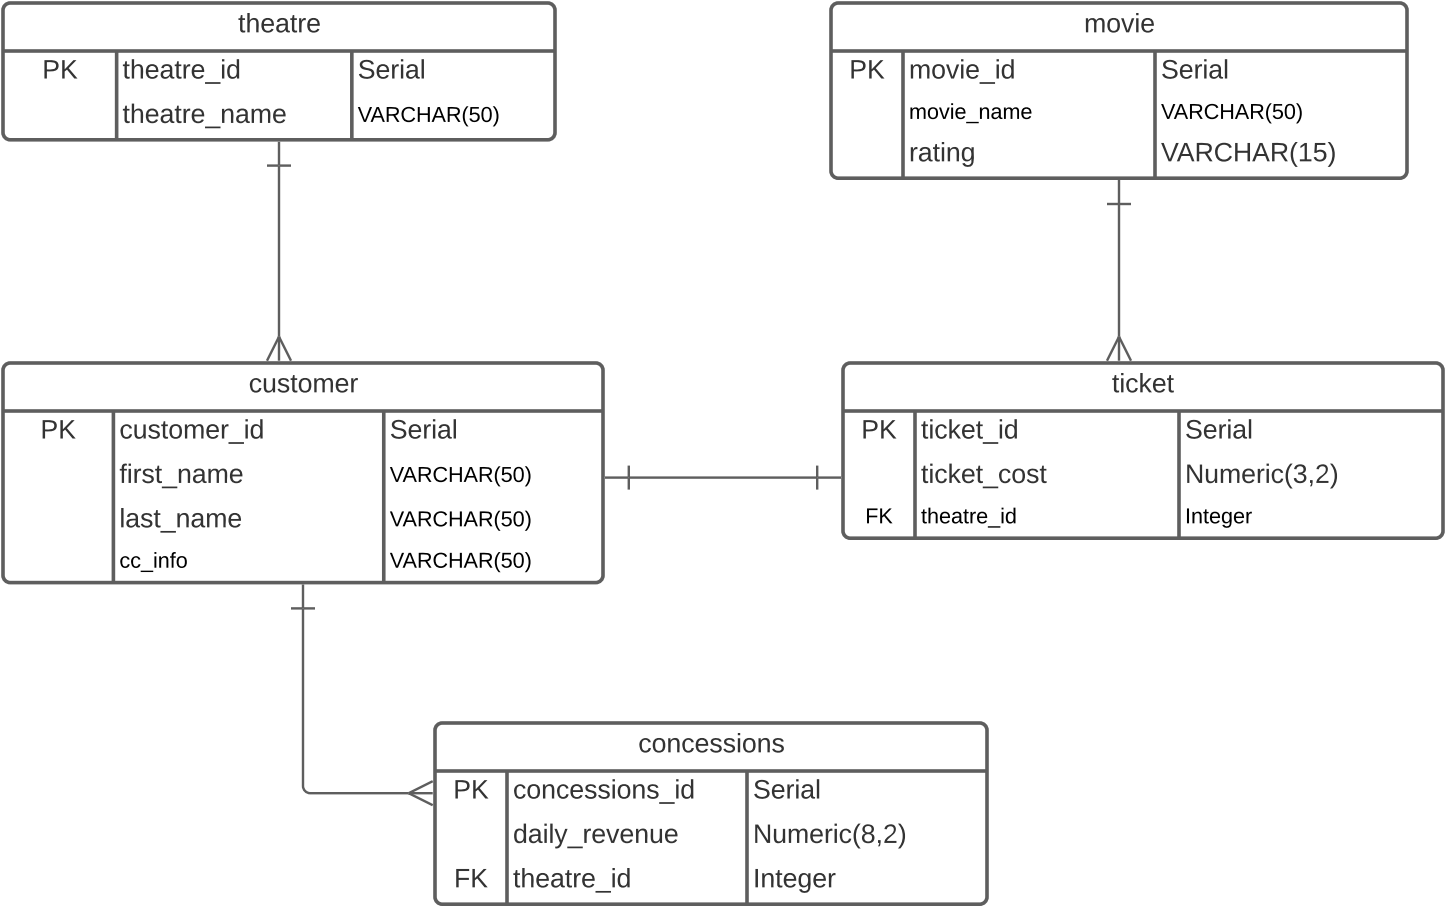 theatre
PK theatre_id Serial
theatre_name VARCHAR(50)
movie
PK movie_id Serial
movie_name VARCHAR(50)
rating VARCHAR(15)
customer
PK customer_id Serial
first_name VARCHAR(50)
last_name VARCHAR(50)
cc_info VARCHAR(50)
ticket
PK ticket_id Serial
ticket_cost Numeric(3,2)
FK theatre_id Integer
concessions
PK concessions_id Serial
daily_revenue Numeric(8,2)
FK theatre_id Integer